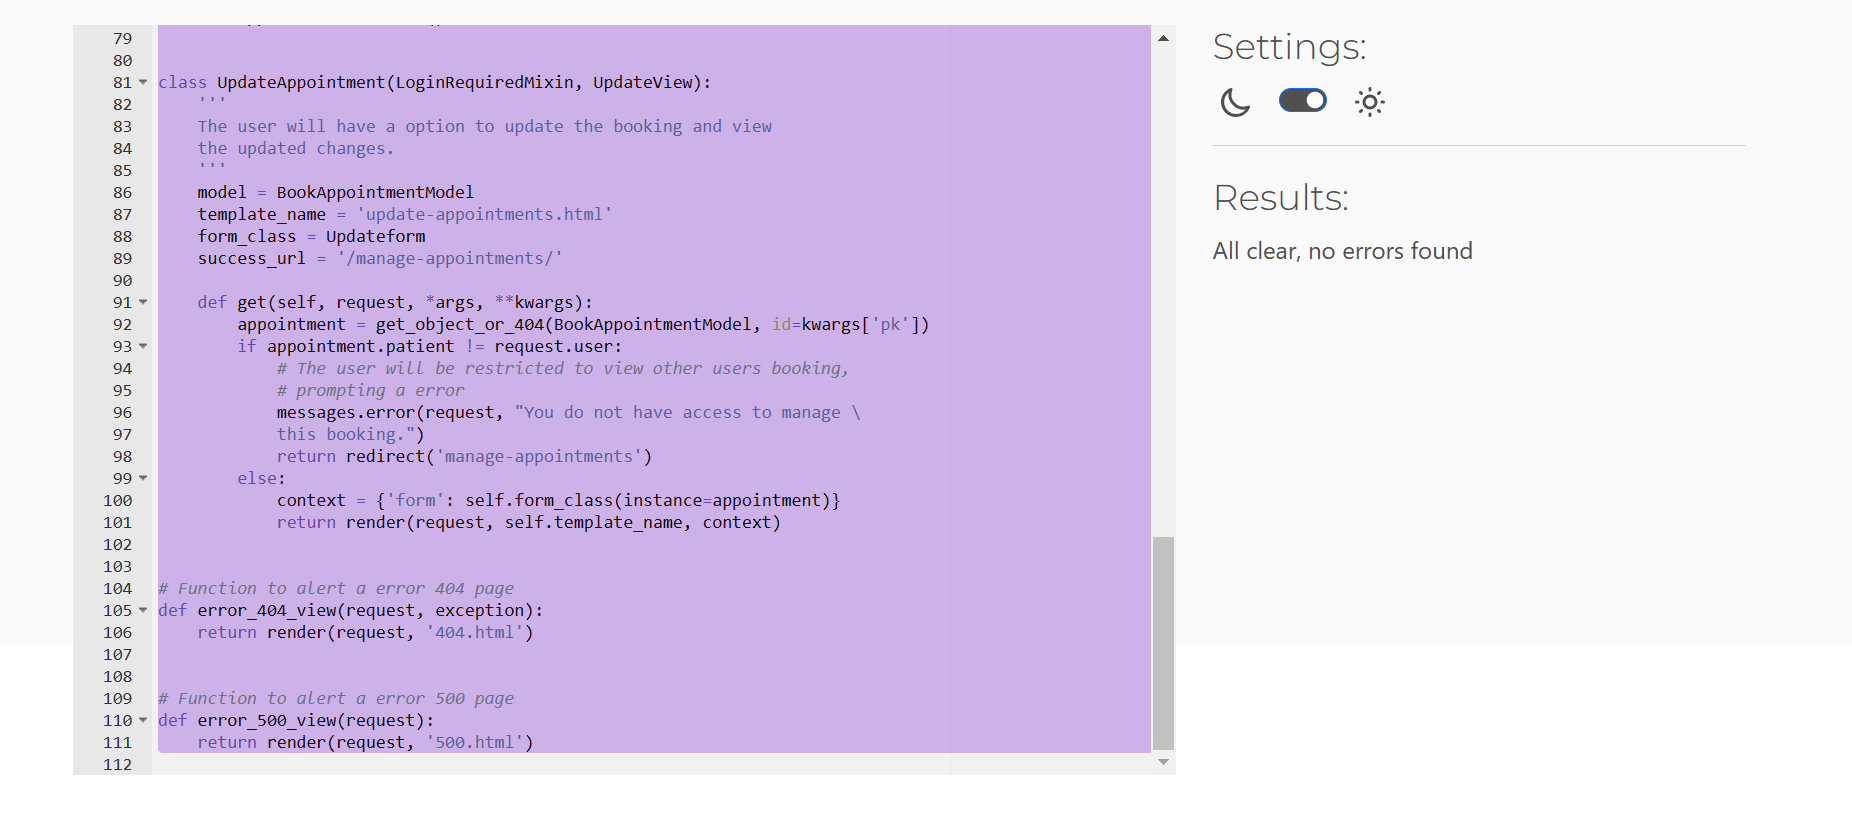 79
80
81 class UpdateAppointment(LoginRequiredMixin, UpdateView):
82     '''
83     The user will have a option to update the booking and view
84     the updated changes.
85     '''
86     model = BookAppointmentModel
87     template_name = 'update-appointments.html'
88     form_class = Updateform
89     success_url = '/manage-appointments/'
90
91     def get(self, request, *args, **kwargs):
92         appointment = get_object_or_404(BookAppointmentModel, id=kwargs['pk'])
93         if appointment.patient != request.user:
94             # The user will be restricted to view other users booking,
95             # prompting a error
96             messages.error(request, "You do not have access to manage \
97             this booking.")
98             return redirect('manage-appointments')
99         else:
100             context = {'form': self.form_class(instance=appointment)}
101             return render(request, self.template_name, context)
102
103
104 # Function to alert a error 404 page
105 def error_404_view(request, exception):
106     return render(request, '404.html')
107
108
109 # Function to alert a error 500 page
110 def error_500_view(request):
111     return render(request, '500.html')
112
Settings:
Results:
All clear, no errors found